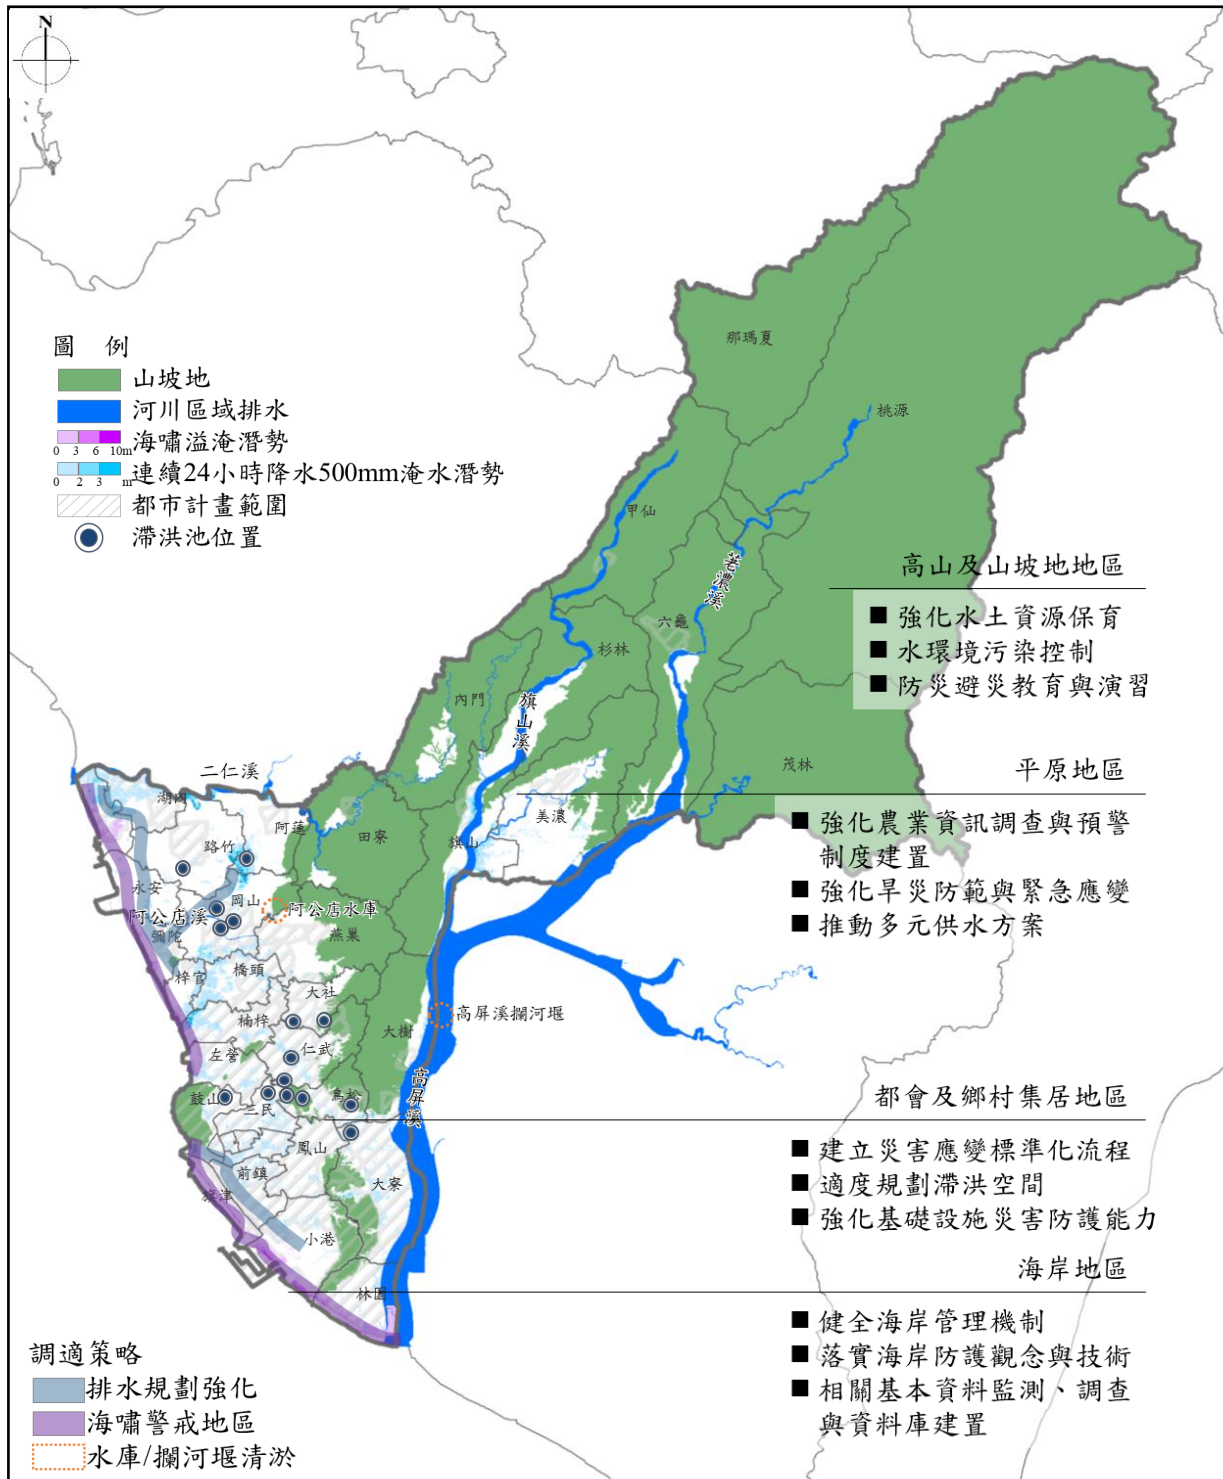 N
圖 例
山坡地
河川區域排水
0 3 6 10m 海嘯溢淹潛勢
0 2 3 m 連續24小時降水500mm淹水潛勢
都市計畫範圍
滯洪池位置
那瑪夏
桃源
甲仙
荖濃溪
六龜
杉林
內門
旗山溪
茂林
高山及山坡地地區
■ 強化水土資源保育
■ 水環境污染控制
■ 防災避災教育與演習
二仁溪
湖內
阿蓮
路竹
田寮
旗山
美濃
永安
岡山
阿公店溪
阿公店水庫
彌陀
燕巢
梓官
橋頭
大社
楠梓
大樹
高屏溪攔河堰
左營
仁武
鼓山
三民
鳥松
高屏溪
鳳山
前鎮
大寮
旗津
小港
林園
平原地區
■ 強化農業資訊調查與預警
制度建置
■ 強化旱災防範與緊急應變
■ 推動多元供水方案
都會及鄉村集居地區
■ 建立災害應變標準化流程
■ 適度規劃滯洪空間
■ 強化基礎設施災害防護能力
海岸地區
■ 健全海岸管理機制
■ 落實海岸防護觀念與技術
■ 相關基本資料監測、調查
與資料庫建置
調適策略
排水規劃強化
海嘯警戒地區
水庫/攔河堰清淤